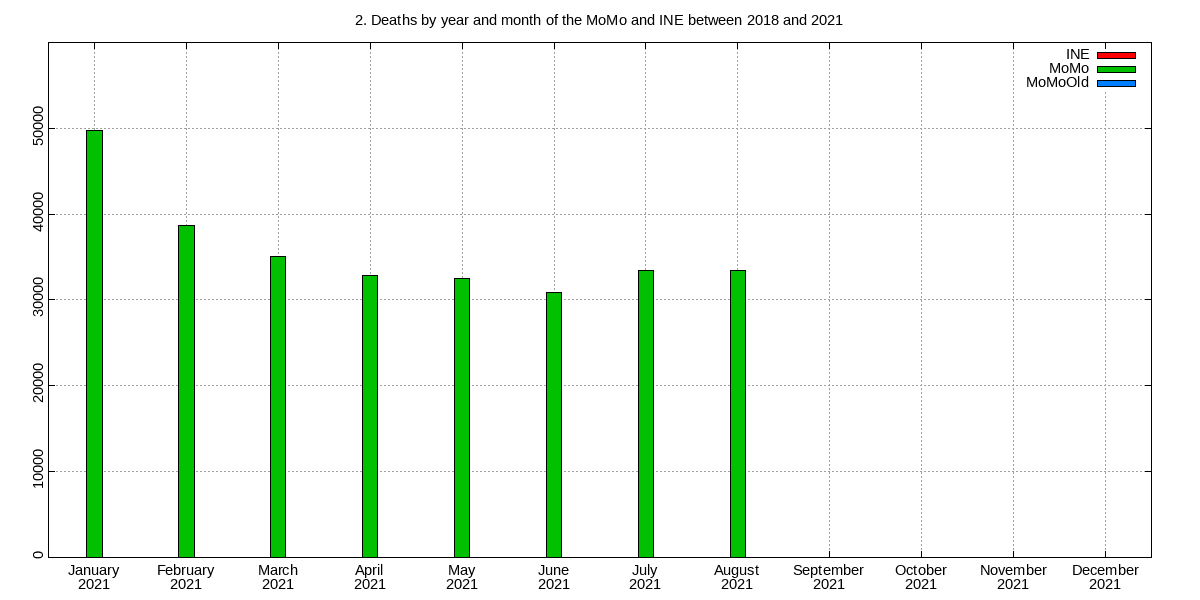 2. Deaths by year and month of the MoMo and INE between 2018 and 2021
INE
MoMo
MoMoOld
50000
40000
30000
20000
10000
0
January February March April May June July August September October November December
2021 2021 2021 2021 2021 2021 2021 2021 2021 2021 2021 2021